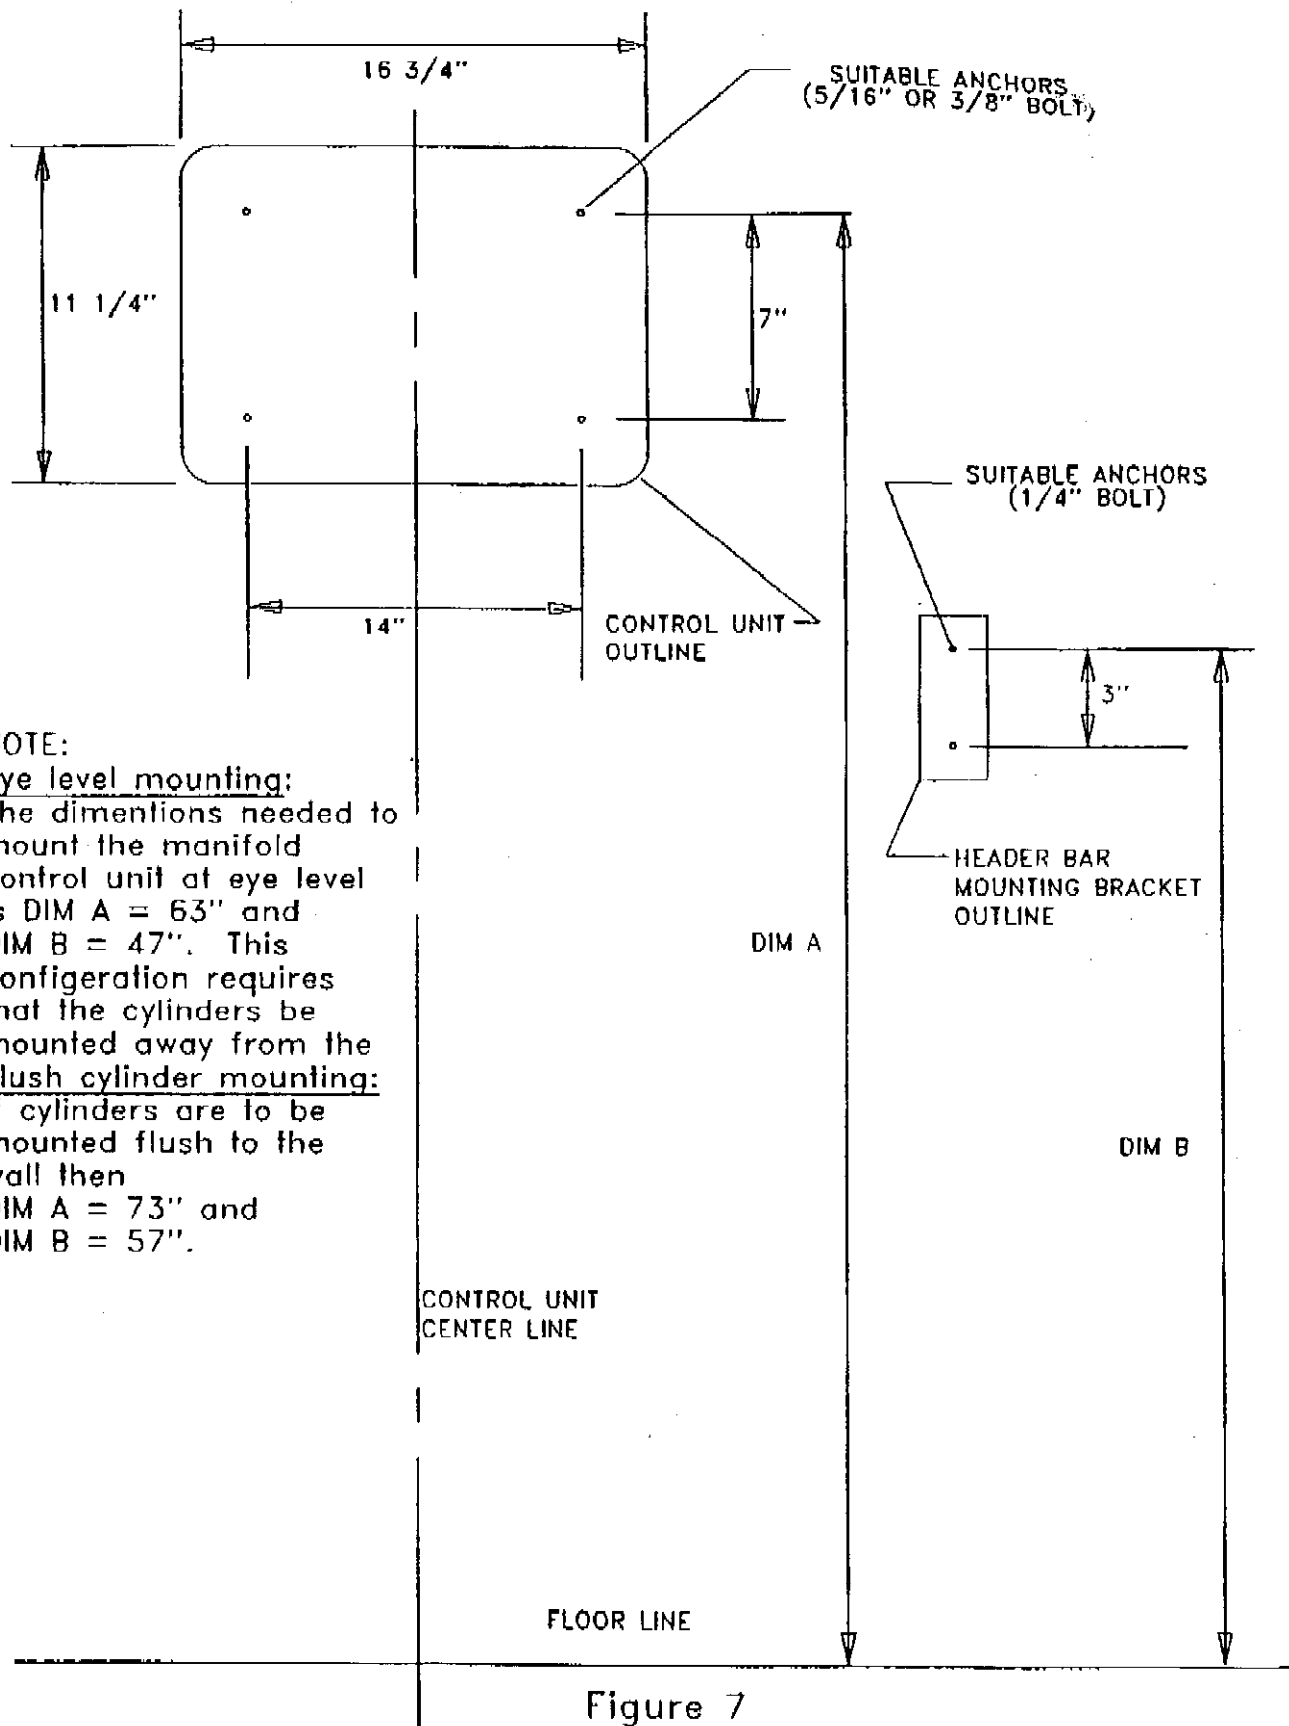 16 3/4"
SUITABLE ANCHORS
(5/16" OR 3/8" BOLT)
11 1/4"
7"
SUITABLE ANCHORS
(1/4" BOLT)
14"
CONTROL UNIT
OUTLINE
3"
OTE:
ye level mounting:
he dimentions needed to
ount the manifold
ontrol unit at eye level
s DIM A = 63" and
IM B = 47". This
onfigeration requires
hat the cylinders be
ounted away from the
lush cylinder mounting:
cylinders are to be
ounted flush to the
all then
IM A = 73" and
IM B = 57".
HEADER BAR
MOUNTING BRACKET
OUTLINE
DIM A
DIM B
CONTROL UNIT
CENTER LINE
FLOOR LINE
Figure 7